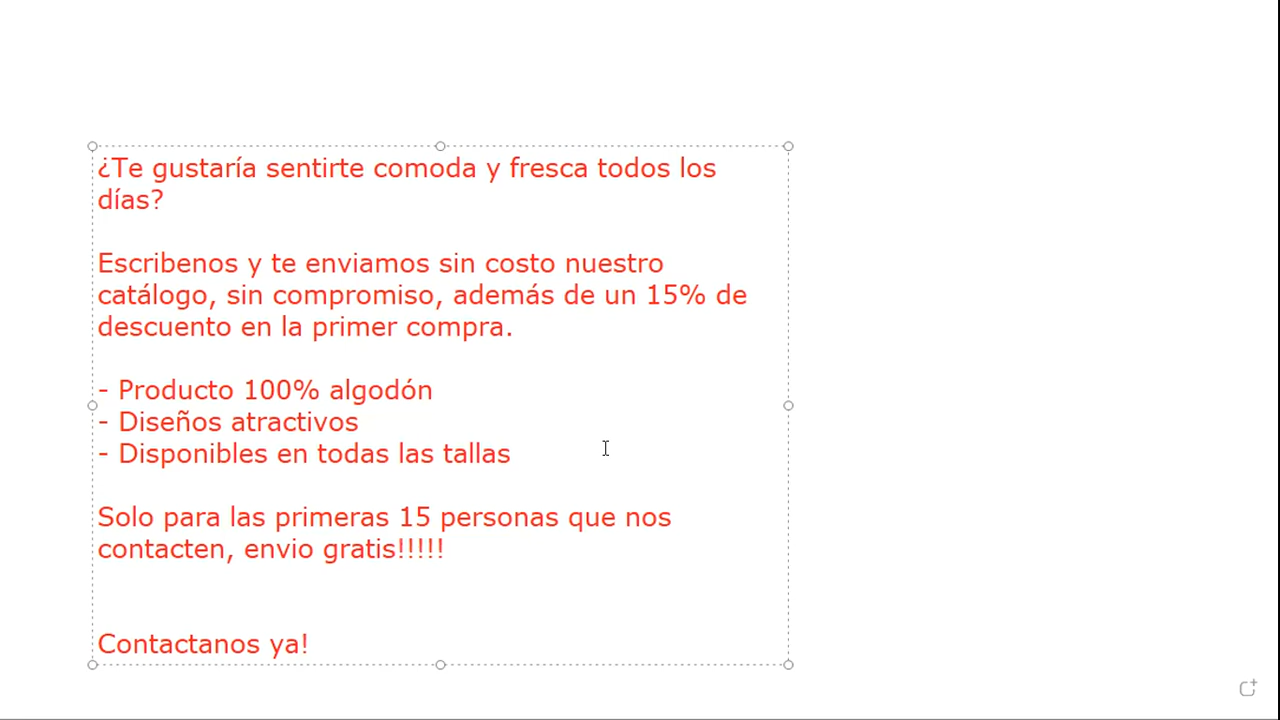 ¿Te gustaría sentirte comoda y fresca todos los
días?
Escribenos y te enviamos sin costo nuestro
catálogo, sin compromiso, además de un 15% de
descuento en la primer compra.
- Producto 100% algodón
- Diseños atractivos
- Disponibles en todas las tallas
Solo para las primeras 15 personas que nos
contacten, envio gratis!!!!!
Contactanos ya!